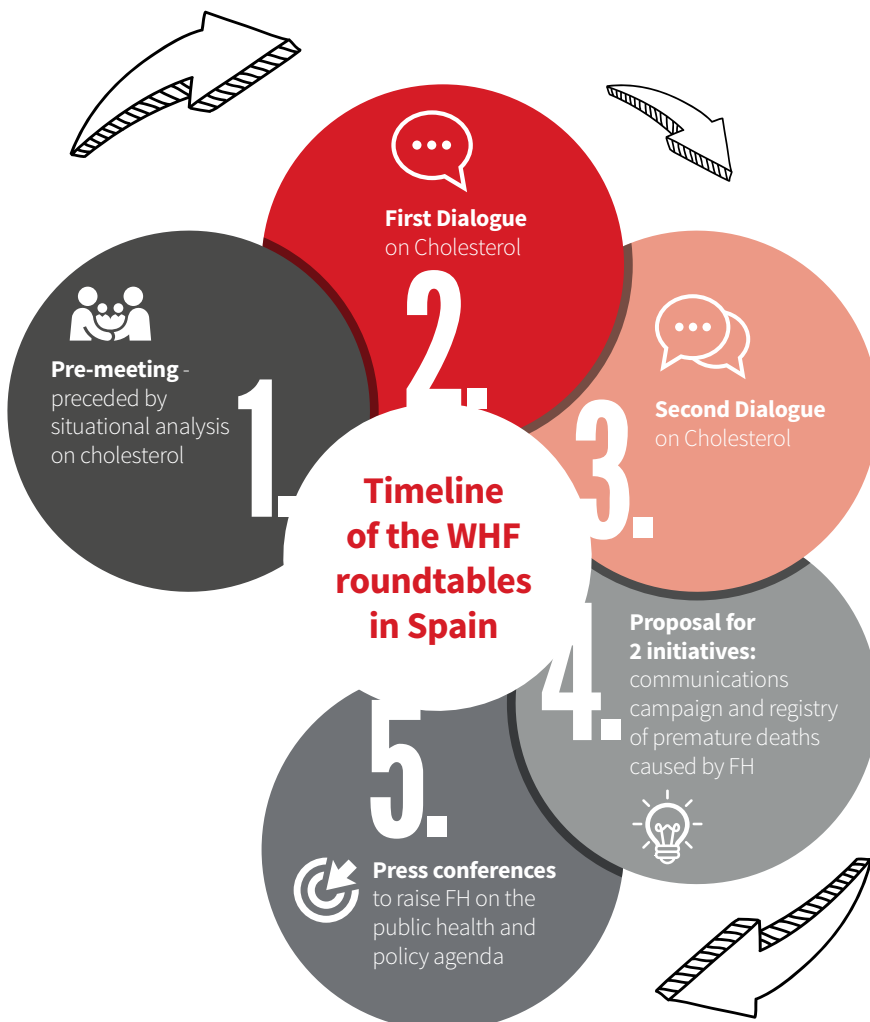 Timeline
of the WHF
roundtables
in Spain
1.
Pre-meeting -
preceded by
situational analysis
on cholesterol
2.
First Dialogue
on Cholesterol
3.
Second Dialogue
on Cholesterol
4.
Proposal for
2 initiatives:
communications
campaign and registry
of premature deaths
caused by FH
5.
Press conferences
to raise FH on the
public health and
policy agenda